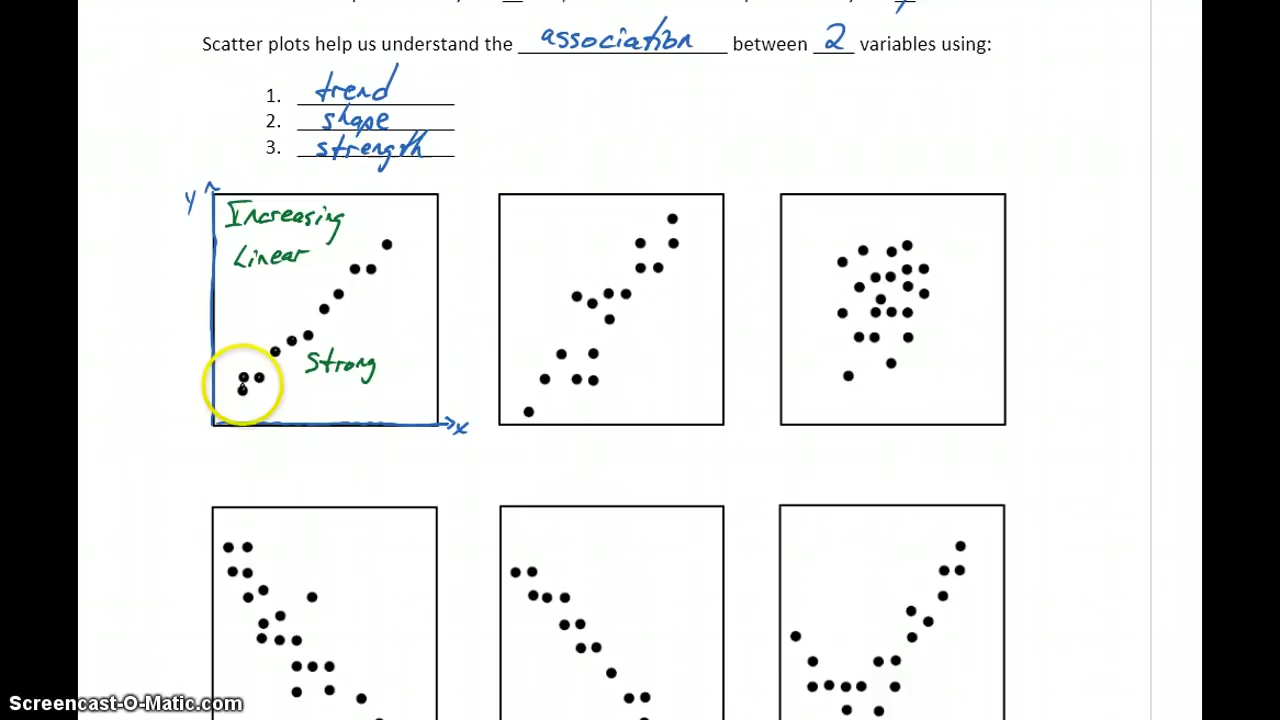 Scatter plots help us understand the association between 2 variables using:
1. trend
2. shape
3. strength
y
Increasing
Linear
Strong
x
Screencast-O-Matic.com